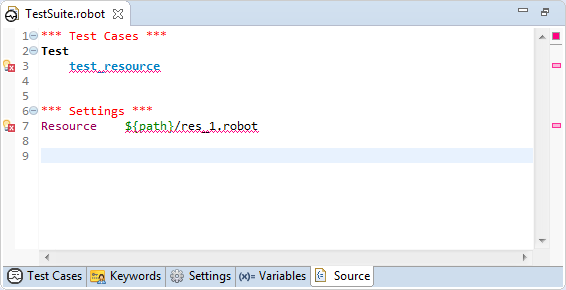 TestSuite.robot
1 *** Test Cases ***
2 Test
3 test_resource
4
5
6 *** Settings ***
7 Resource    ${path}/res_1.robot
8
9
Test Cases Keywords Settings (x)= Variables Source